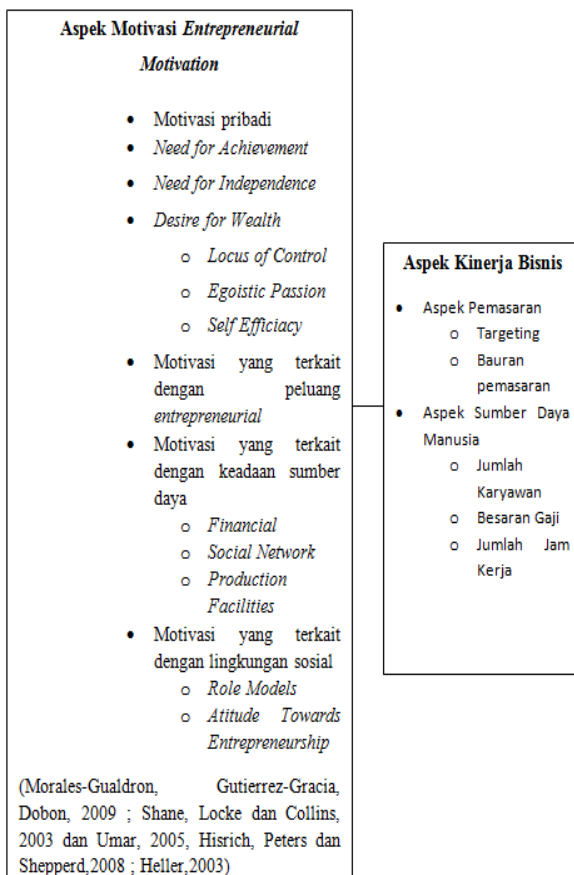 Aspek Motivasi Entrepreneurial
Motivation
• Motivasi pribadi
• Need for Achievement
• Need for Independence
• Desire for Wealth
o Locus of Control
o Egoistic Passion
o Self Efficiacy
• Motivasi yang terkait
dengan peluang
entrepreneurial
• Motivasi yang terkait
dengan keadaan sumber
daya
o Financial
o Social Network
o Production
Facilities
• Motivasi yang terkait
dengan lingkungan sosial
o Role Models
o Atitude Towards
Entrepreneurship
(Morales-Gualdron, Gutierrez-Gracia,
Dobon, 2009 ; Shane, Locke dan Collins,
2003 dan Umar, 2005, Hisrich, Peters dan
Shepperd,2008 ; Heller,2003)
Aspek Kinerja Bisnis
• Aspek Pemasaran
o Targeting
o Bauran
pemasaran
• Aspek Sumber Daya
Manusia
o Jumlah
Karyawan
o Besaran Gaji
o Jumlah Jam
Kerja